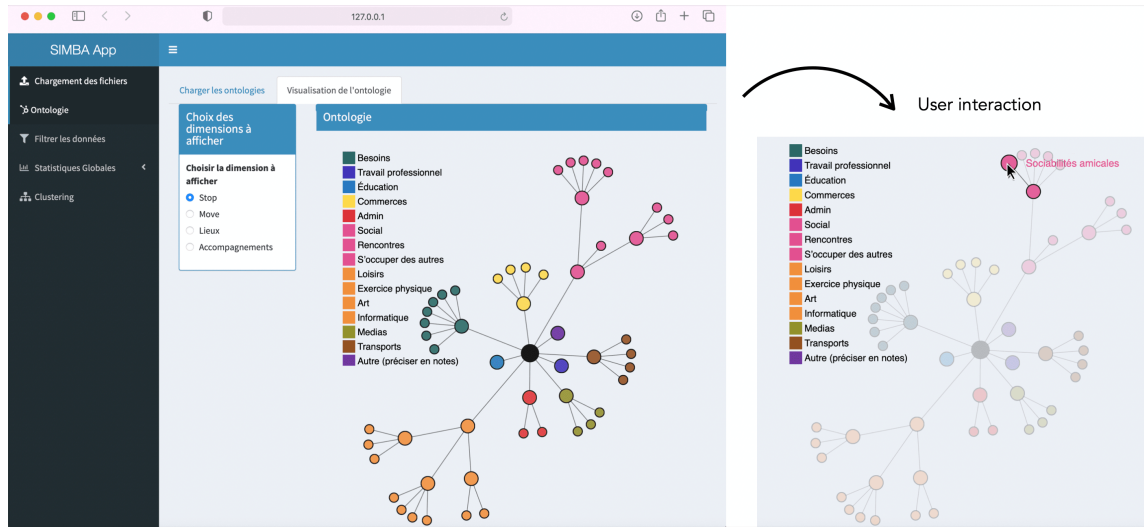 127.0.0.1
SIMBA App
Chargement des fichiers
Ontologie
Filtrer les données
Statistiques Globales
Clustering
Charger les ontologies
Visualisation de l'ontologie
Choix des
dimensions à
afficher
Choisir la dimension à
afficher
Stop
Move
Lieux
Accompagnements
Ontologie
Besoins
Travail professionnel
Éducation
Commerces
Admin
Social
Rencontres
S'occuper des autres
Loisirs
Exercice physique
Art
Informatique
Medias
Transports
Autre (préciser en notes)
User interaction
Besoins
Travail professionnel
Éducation
Commerces
Admin
Social
Rencontres
S'occuper des autres
Loisirs
Exercice physique
Art
Informatique
Medias
Transports
Autre (préciser en notes)
Sociabilités amicales